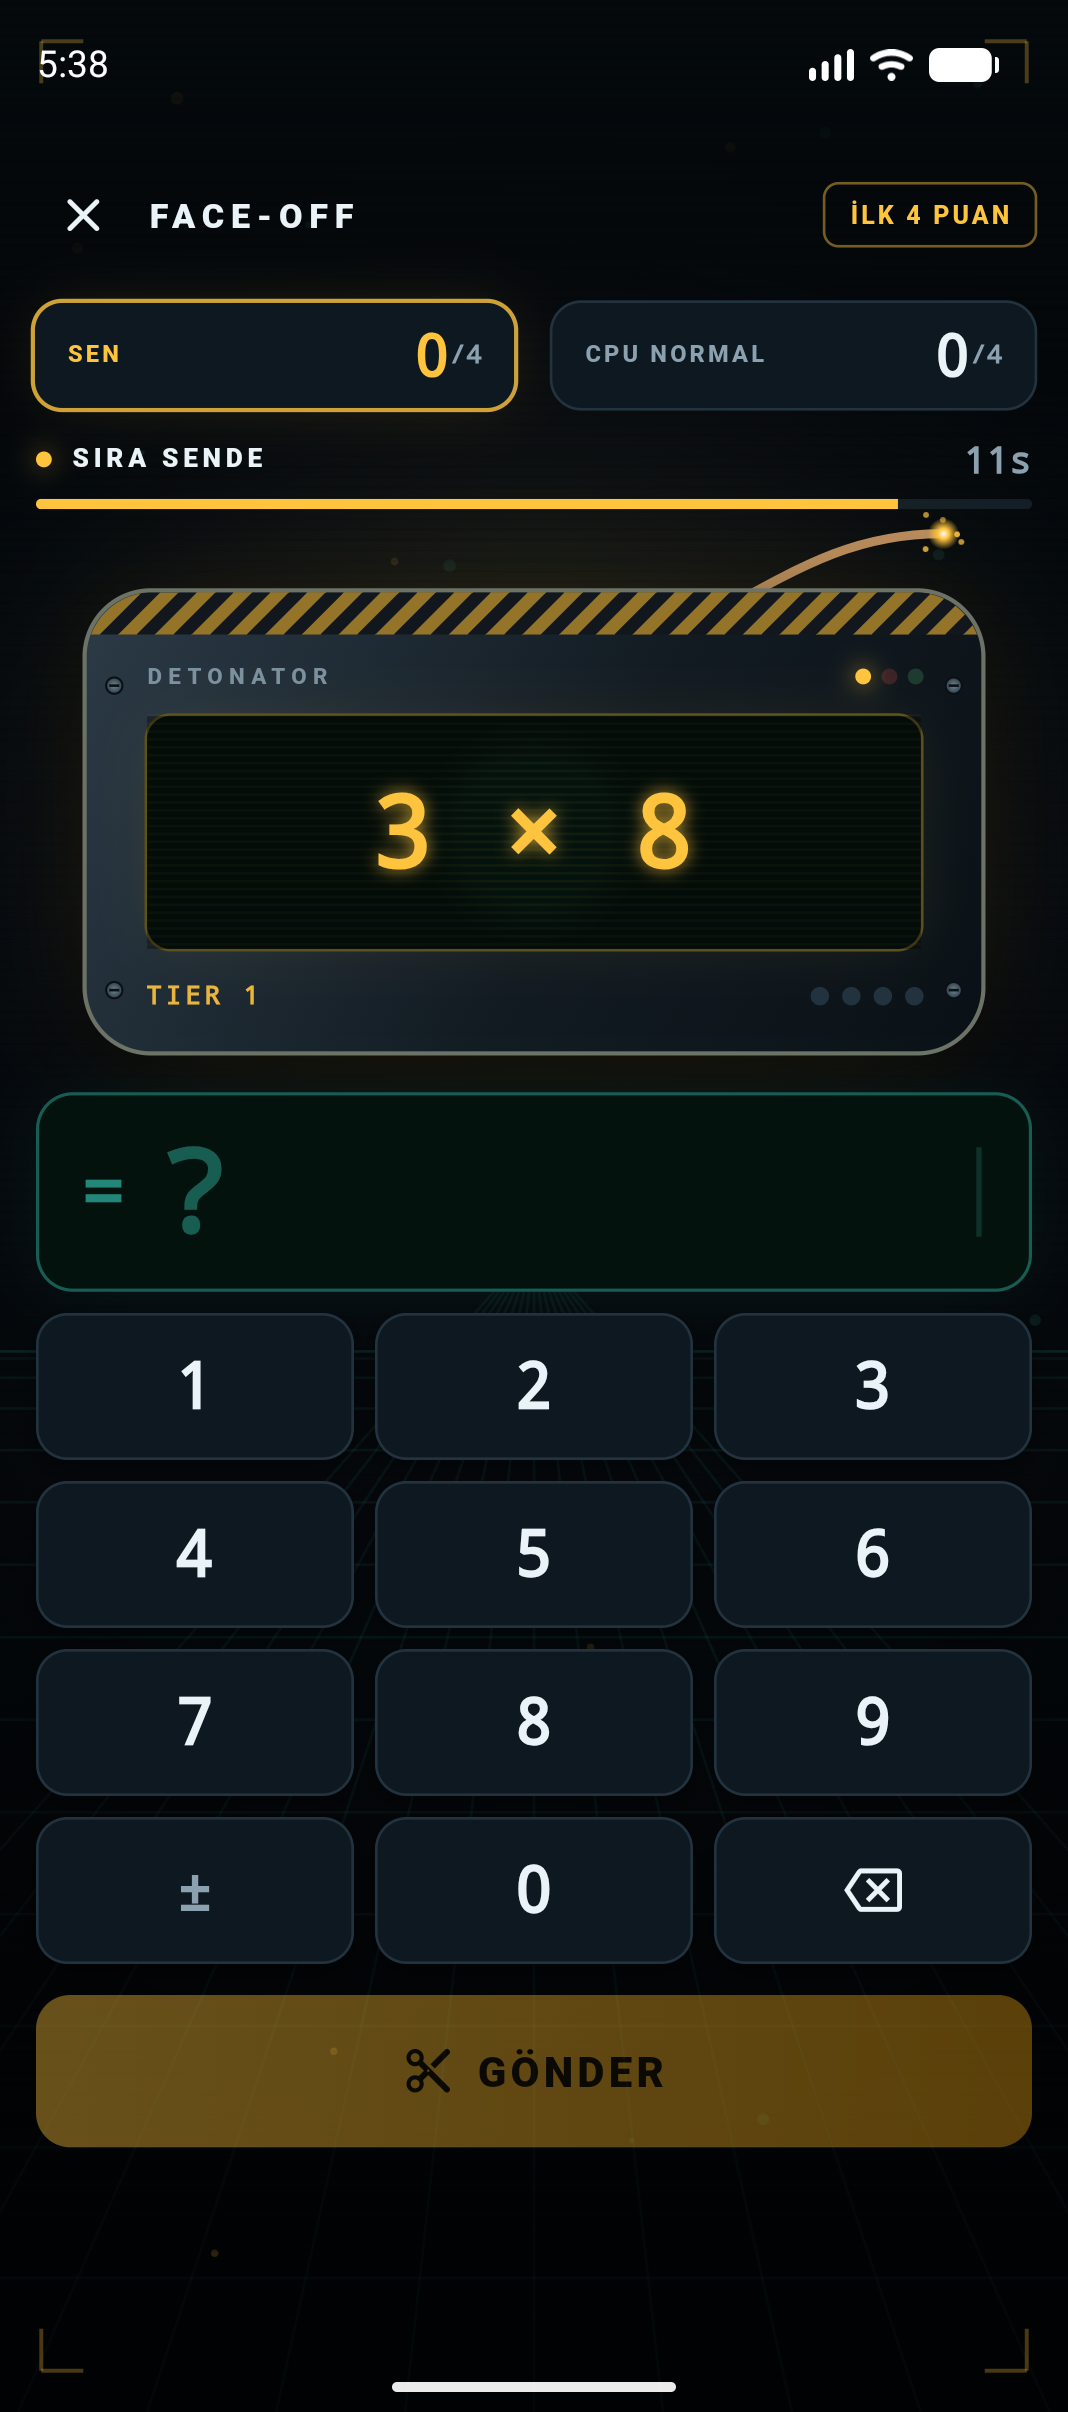 5:38
FACE-OFF
İLK 4 PUAN
SEN 0/4
CPU NORMAL 0/4
SIRA SENDE 11s
DETONATOR
3 × 8
TIER 1
= ?
1 2 3
4 5 6
7 8 9
± 0
GÖNDER